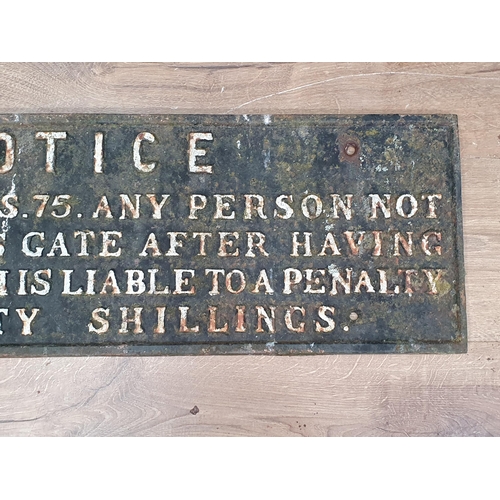 OTICE
S.75. ANY PERSON NOT
S GATE AFTER HAVING
H IS LIABLE TO A PENALTY
TY SHILLINGS.